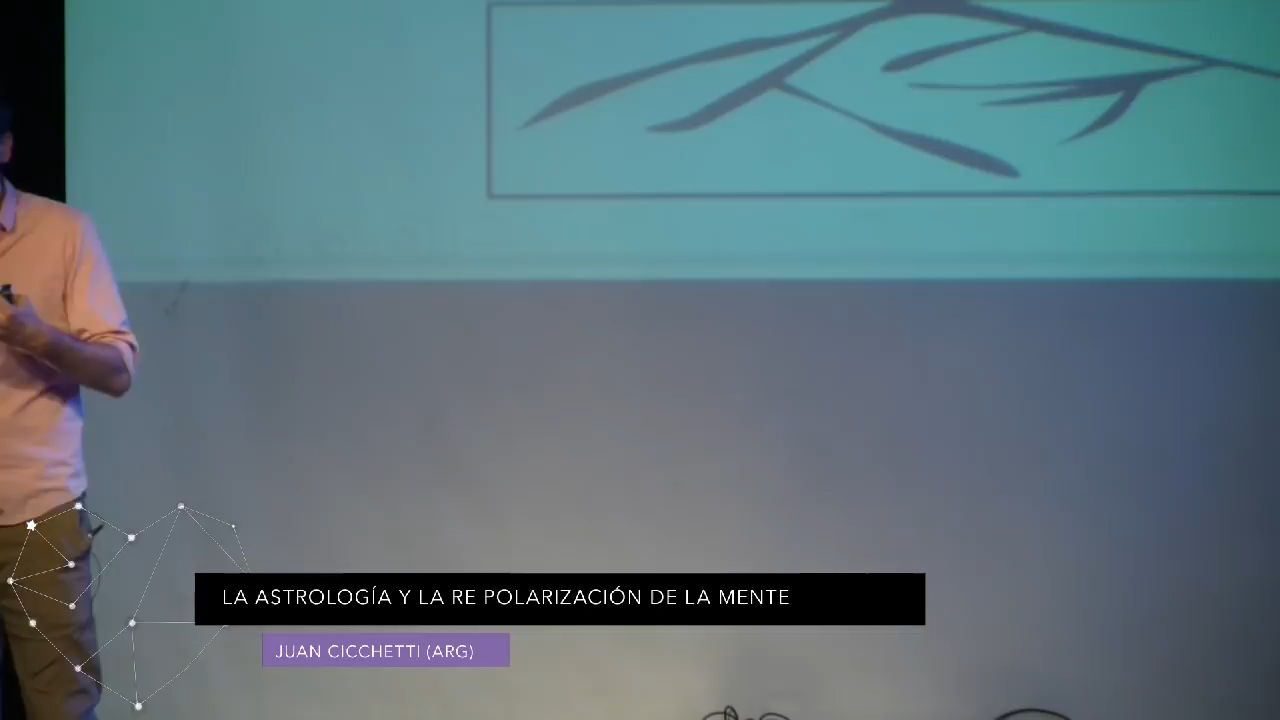 LA ASTROLOGÍA Y LA RE POLARIZACIÓN DE LA MENTE
JUAN CICCHETTI (ARG)